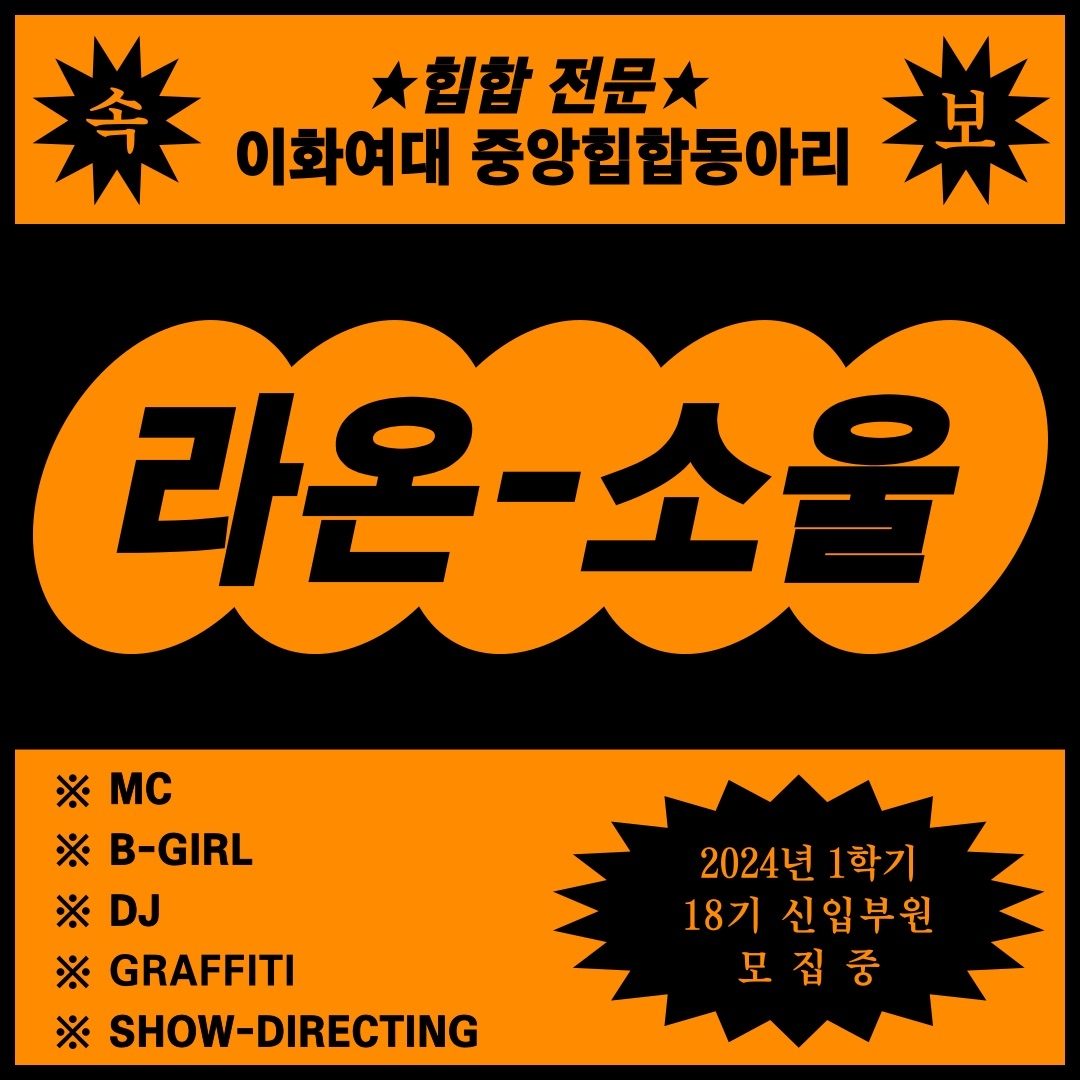 속
★힙합 전문★
이화여대 중앙힙합동아리
보
라온-소울
※ MC
※ B-GIRL
※ DJ
※ GRAFFITI
※ SHOW-DIRECTING
2024년 1학기
18기 신입부원
모 집 중